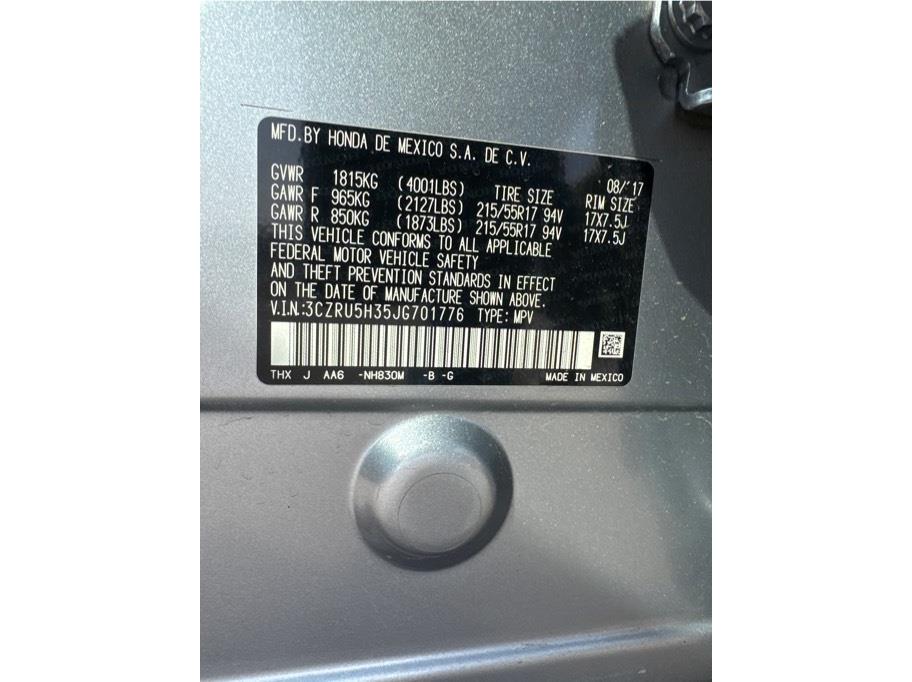 MFD.BY HONDA DE MEXICO S.A. DE C.V.
08/'17
GVWR 1815KG (4001LBS) TIRE SIZE RIM SIZE
GAWR F 965KG (2127LBS) 215/55R17 94V 17X7.5J
GAWR R 850KG (1873LBS) 215/55R17 94V 17X7.5J
THIS VEHICLE CONFORMS TO ALL APPLICABLE
FEDERAL MOTOR VEHICLE SAFETY
AND THEFT PREVENTION STANDARDS IN EFFECT
ON THE DATE OF MANUFACTURE SHOWN ABOVE.
V.I.N.:3CZRU5H35JG701776 TYPE: MPV
THX J AA6 -NH830M -B -G MADE IN MEXICO